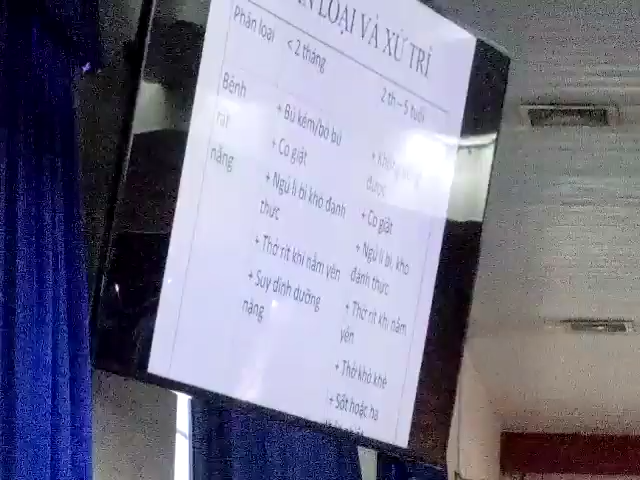 LOẠI VÀ XỬ TRÍ
Phân loại
< 2 tháng
2 th – 5 tuổi
Bệnh
rất
nặng
+ Bú kém/bỏ bú
+ Co giật
+ Ngủ li bì khó đánh
thức
+ Thở rít khi nằm yên
+ Suy dinh dưỡng
nặng
được
+ Co giật
+ Ngủ li bì, khó
đánh thức
+ Thở rít khi nằm
yên
+ Thở khò khè
+ Sốt hoặc hạ